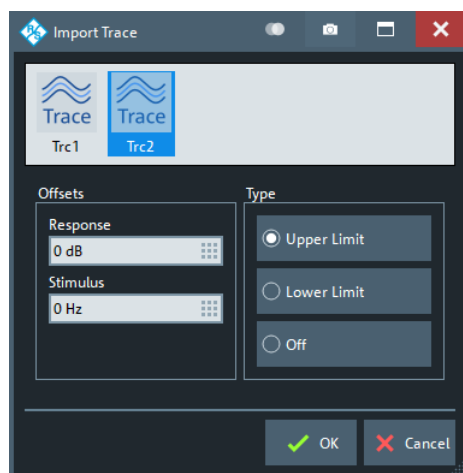 Import Trace
Trace Trace
Trc1 Trc2
Offsets Type
Response
0 dB
Stimulus
0 Hz
Upper Limit
Lower Limit
Off
OK Cancel